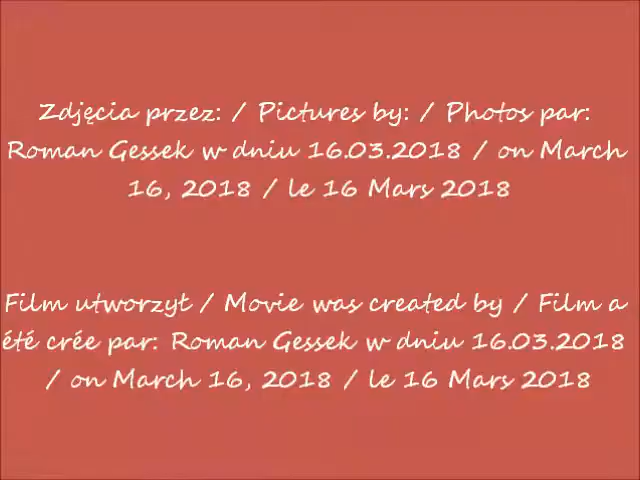 Zdjęcia przez: / Pictures by: / Photos par:
Roman Gessek w dniu 16.03.2018 / on March
16, 2018 / le 16 Mars 2018
Film utworzył / Movie was created by / Film a
été crée par: Roman Gessek w dniu 16.03.2018
/ on March 16, 2018 / le 16 Mars 2018